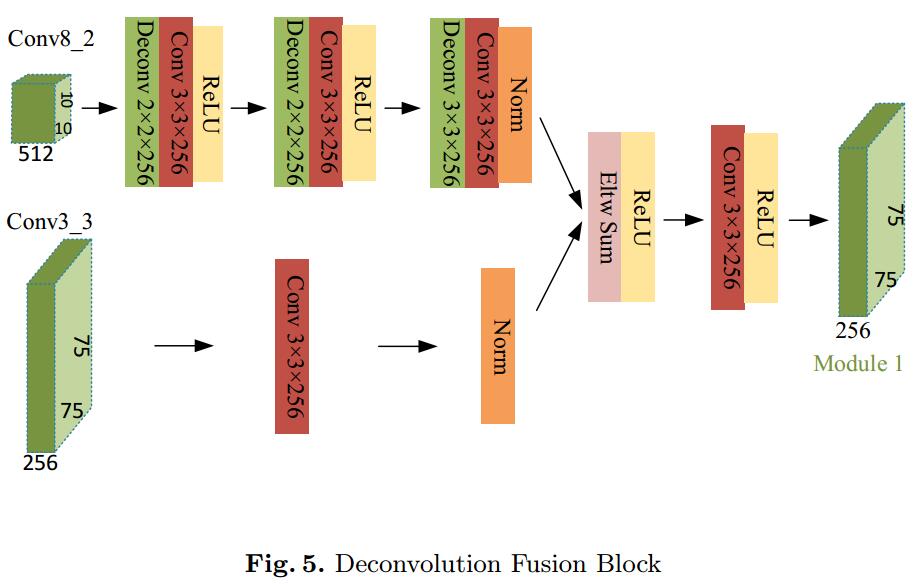 Conv8_2
10
10
512
Deconv 2×2×256
Conv 3×3×256
ReLU
Deconv 2×2×256
Conv 3×3×256
ReLU
Deconv 3×3×256
Conv 3×3×256
Norm
Conv3_3
75
75
256
Conv 3×3×256
Norm
Eltw Sum
ReLU
Conv 3×3×256
ReLU
75
75
256
Module 1
Fig. 5. Deconvolution Fusion Block